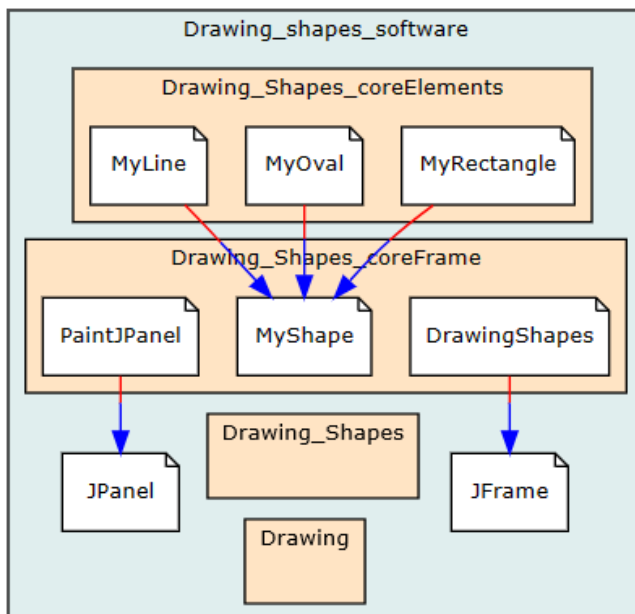 Drawing_shapes_software
Drawing_Shapes_coreElements
MyLine
MyOval
MyRectangle
Drawing_Shapes_coreFrame
PaintJPanel
MyShape
DrawingShapes
Drawing_Shapes
JPanel
JFrame
Drawing